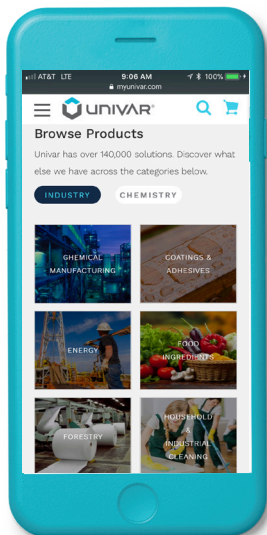 AT&T LTE 9:06 AM 100%
myunivar.com
UNIVAR
Browse Products
Univar has over 140,000 solutions. Discover what
else we have across the categories below.
INDUSTRY CHEMISTRY
CHEMICAL
MANUFACTURING
COATINGS &
ADHESIVES
ENERGY
FOOD
INGREDIENTS
FORESTRY
HOUSEHOLD
&
INDUSTRIAL
CLEANING